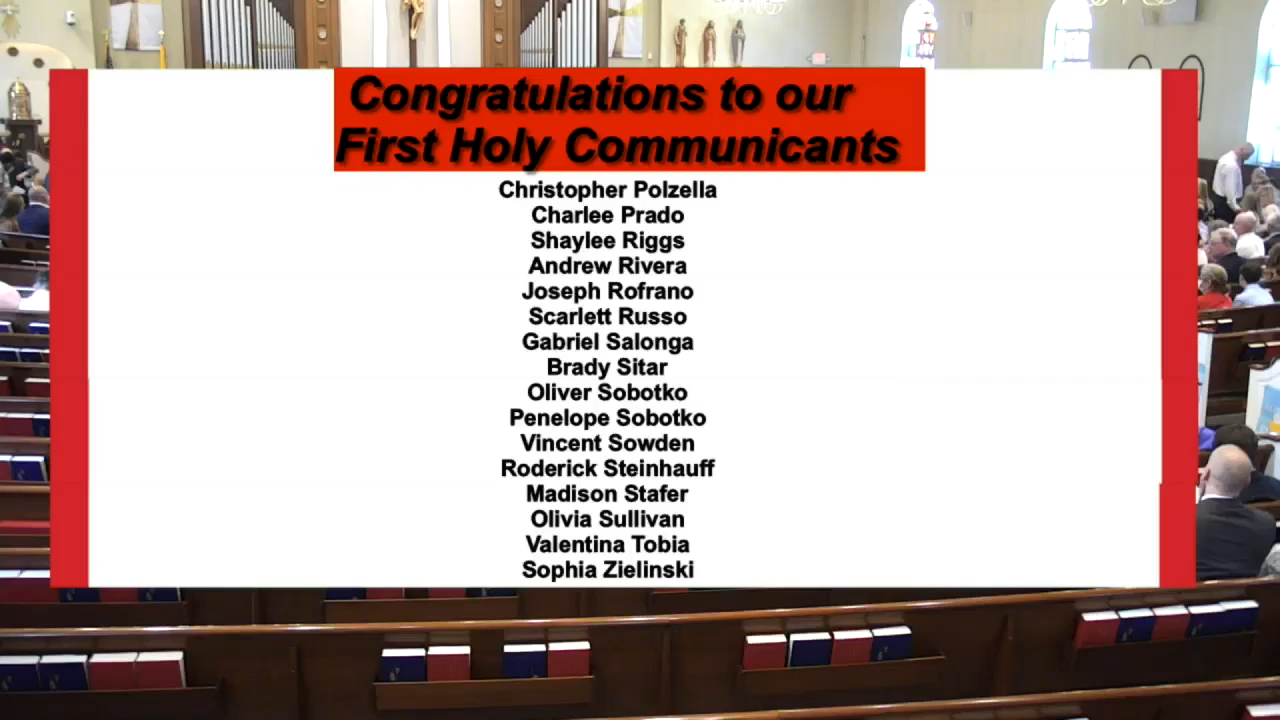 Congratulations to our
First Holy Communicants
Christopher Polzella
Charlee Prado
Shaylee Riggs
Andrew Rivera
Joseph Rofrano
Scarlett Russo
Gabriel Salonga
Brady Sitar
Oliver Sobotko
Penelope Sobotko
Vincent Sowden
Roderick Steinhauff
Madison Stafer
Olivia Sullivan
Valentina Tobia
Sophia Zielinski